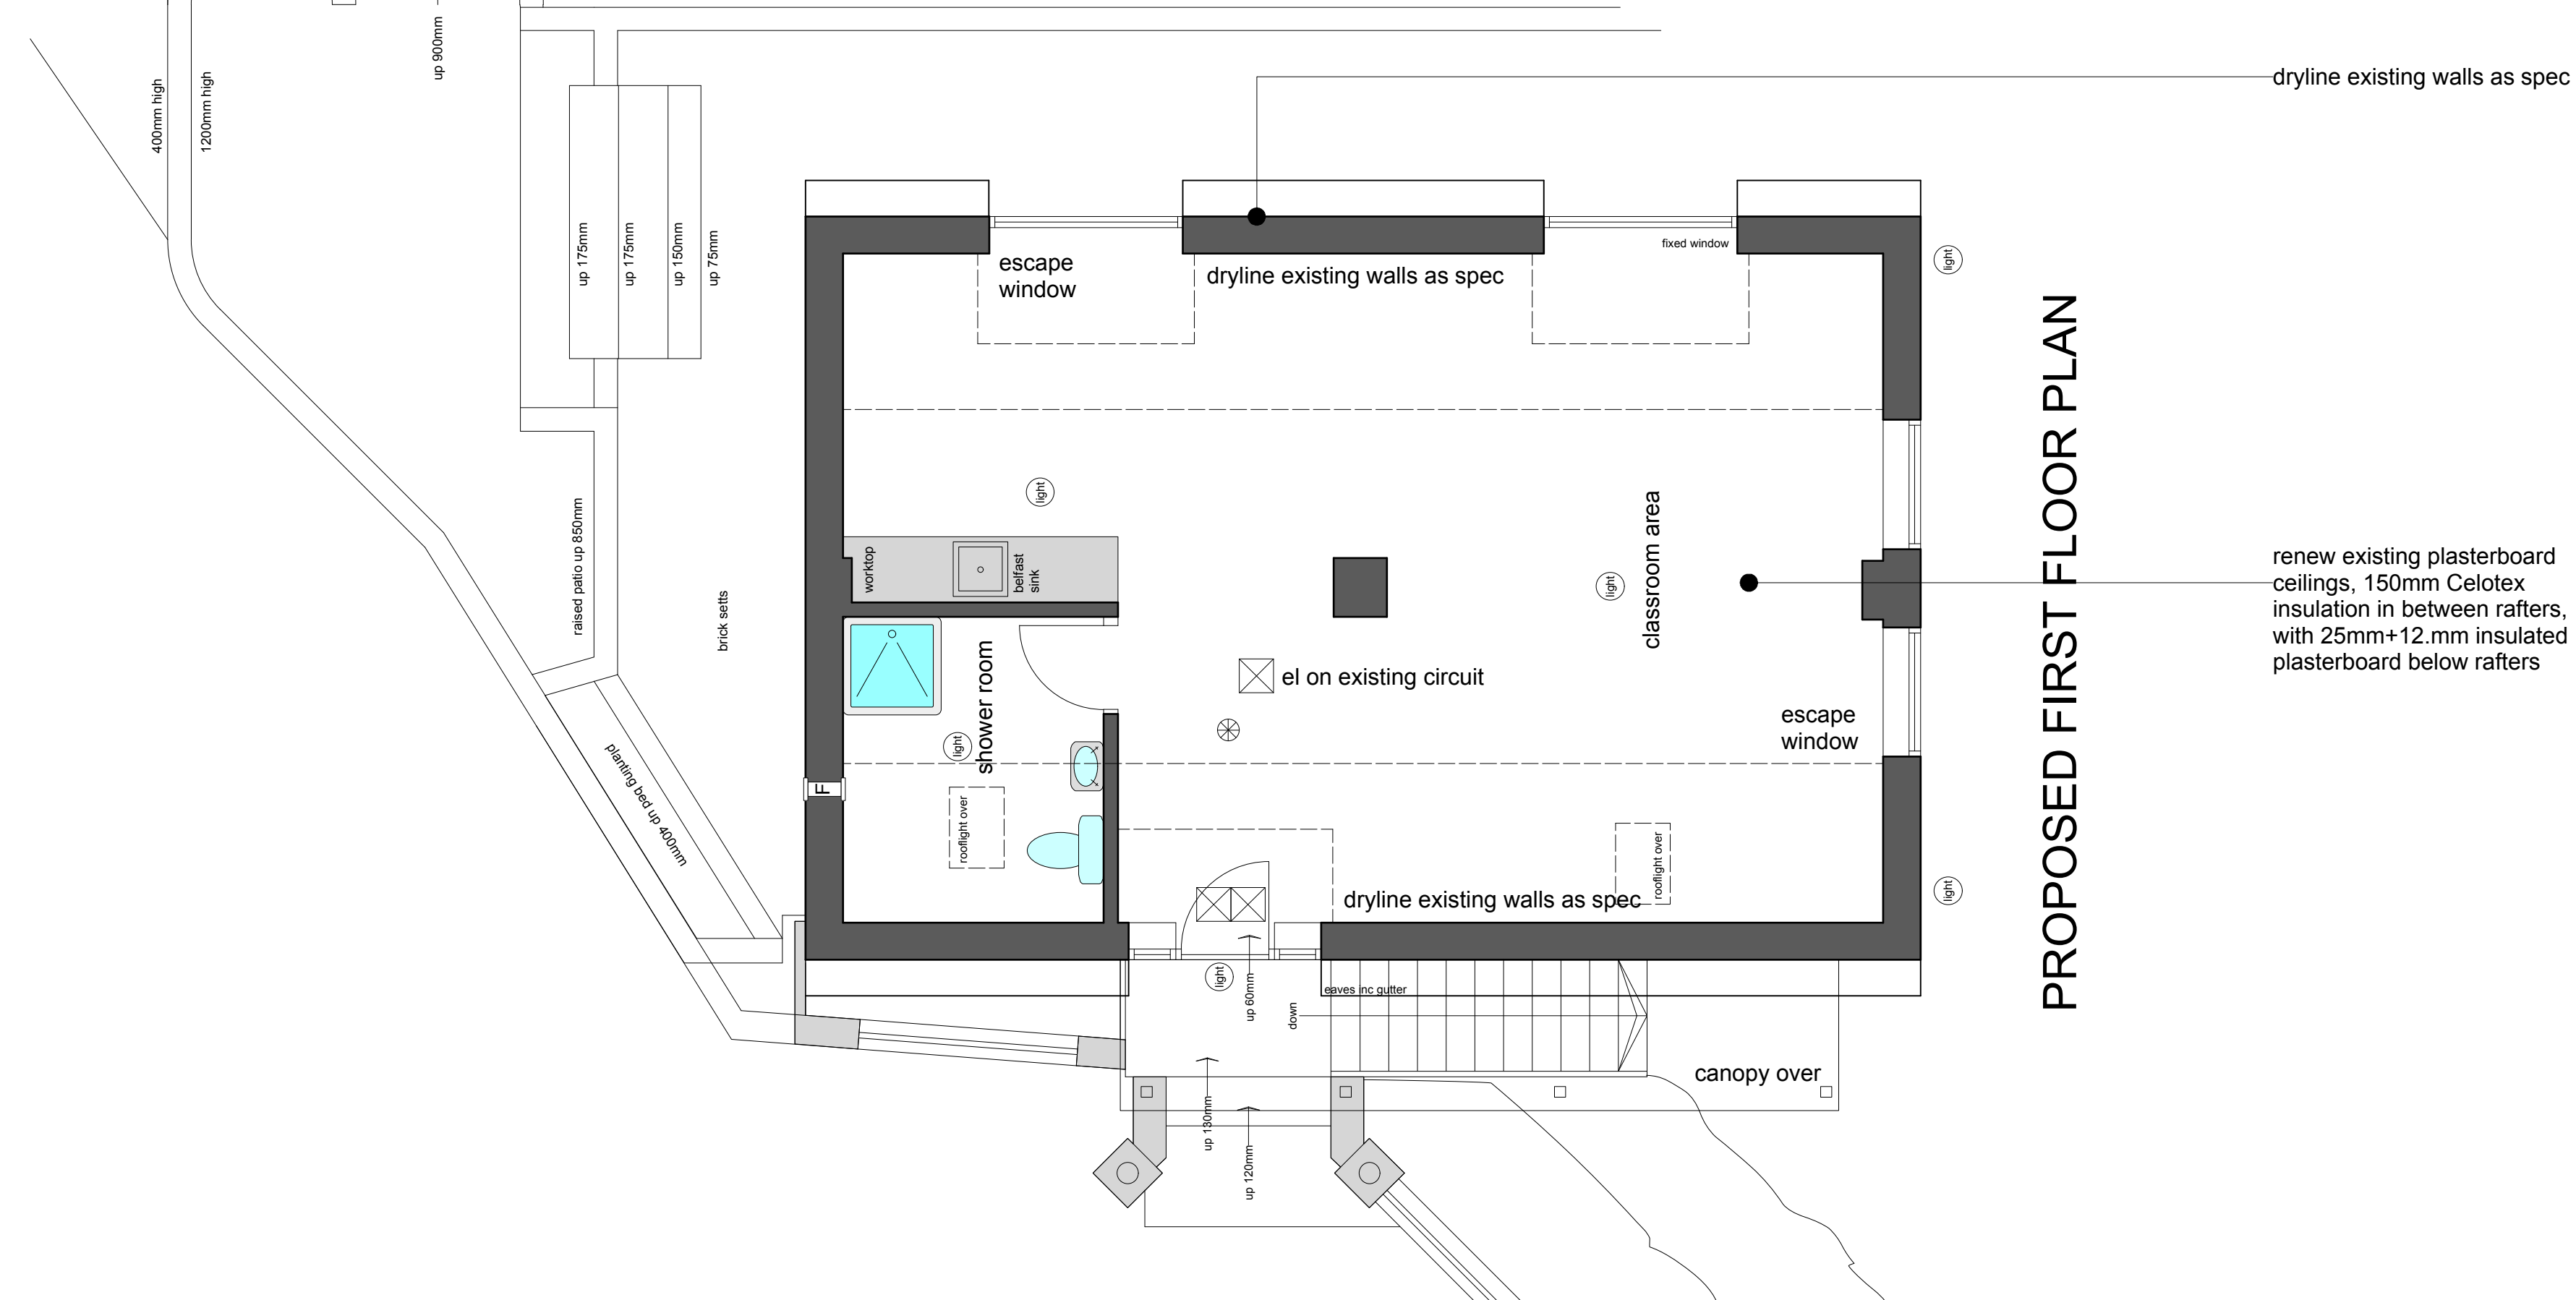 up 900mm
400mm high
1200mm high
dryline existing walls as spec
up 175mm
up 175mm
up 150mm
up 75mm
fixed window
light
escape
window
dryline existing walls as spec
PROPOSED FIRST FLOOR PLAN
light
classroom area
light
worktop
belfast
sink
renew existing plasterboard
ceilings, 150mm Celotex
insulation in between rafters,
with 25mm+12.mm insulated
plasterboard below rafters
raised patio up 850mm
brick setts
shower room
light
el on existing circuit
escape
window
planting bed up 400mm
F
rooflight over
rooflight over
dryline existing walls as spec
light
light
up 60mm
down
eaves inc gutter
canopy over
up 130mm
up 120mm